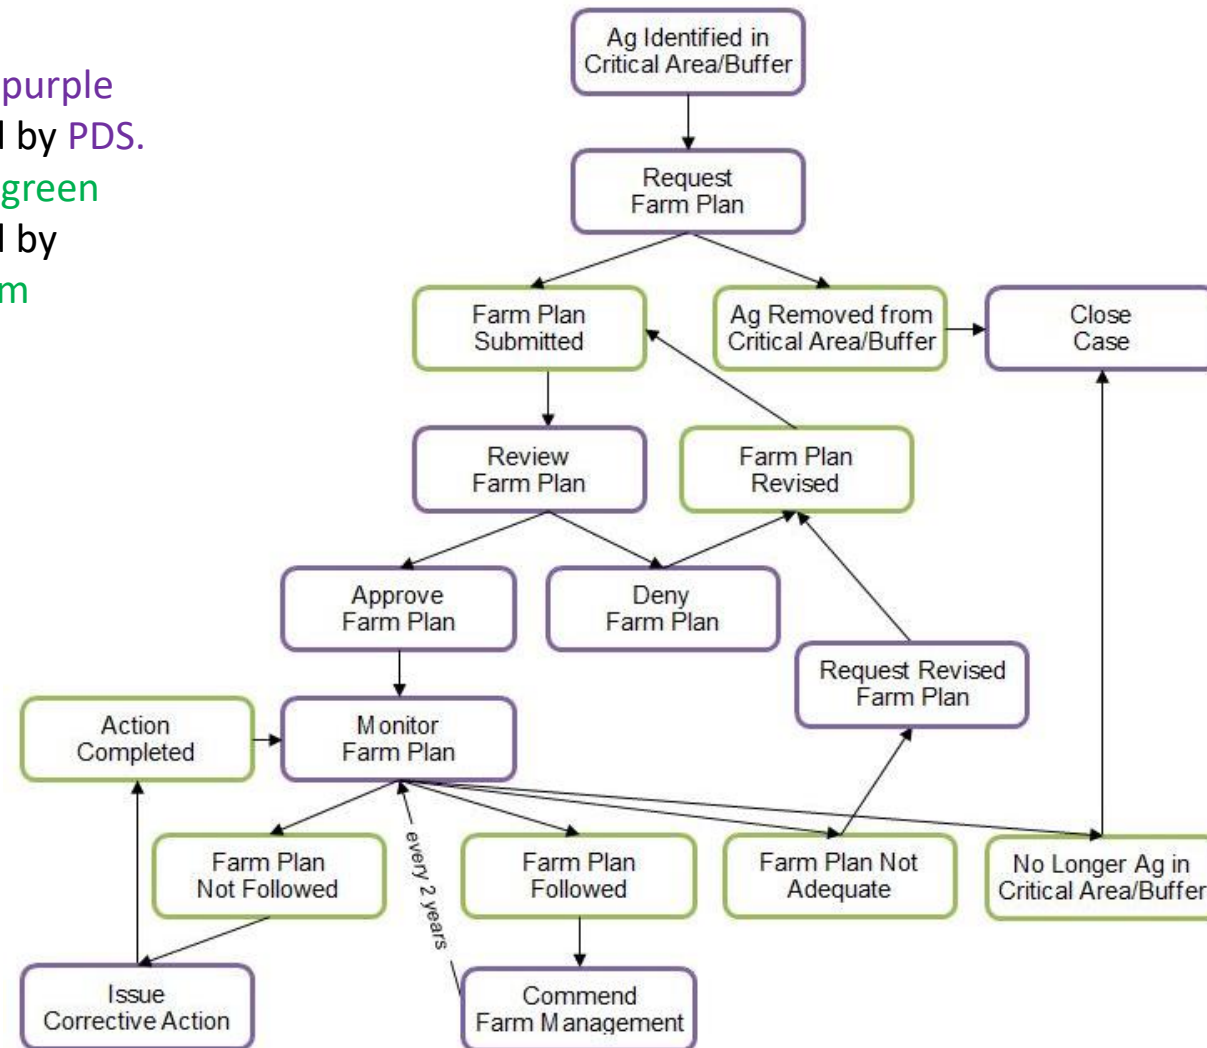 purple
by PDS.
green
by
Ag Identified in
Critical Area/Buffer
Request
Farm Plan
Farm Plan
Submitted
Ag Removed from
Critical Area/Buffer
Close
Case
Review
Farm Plan
Farm Plan
Revised
Approve
Farm Plan
Deny
Farm Plan
Request Revised
Farm Plan
Action
Completed
Monitor
Farm Plan
Farm Plan
Not Followed
every 2 years
Farm Plan
Followed
Farm Plan Not
Adequate
No Longer Ag in
Critical Area/Buffer
Issue
Corrective Action
Commend
Farm Management